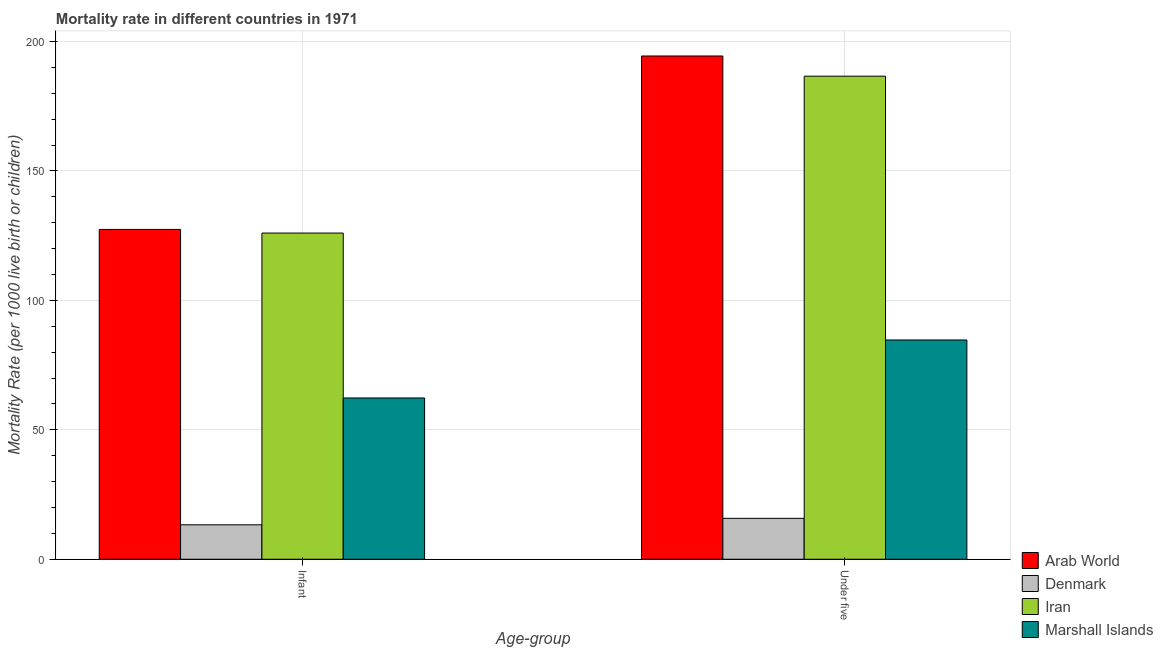 Mortality rate in different countries in 1971
Mortality Rate (per 1000 live birth or children)
200
150
100
50
0
Infant
Under five
Age-group
Arab World
Denmark
Iran
Marshall Islands